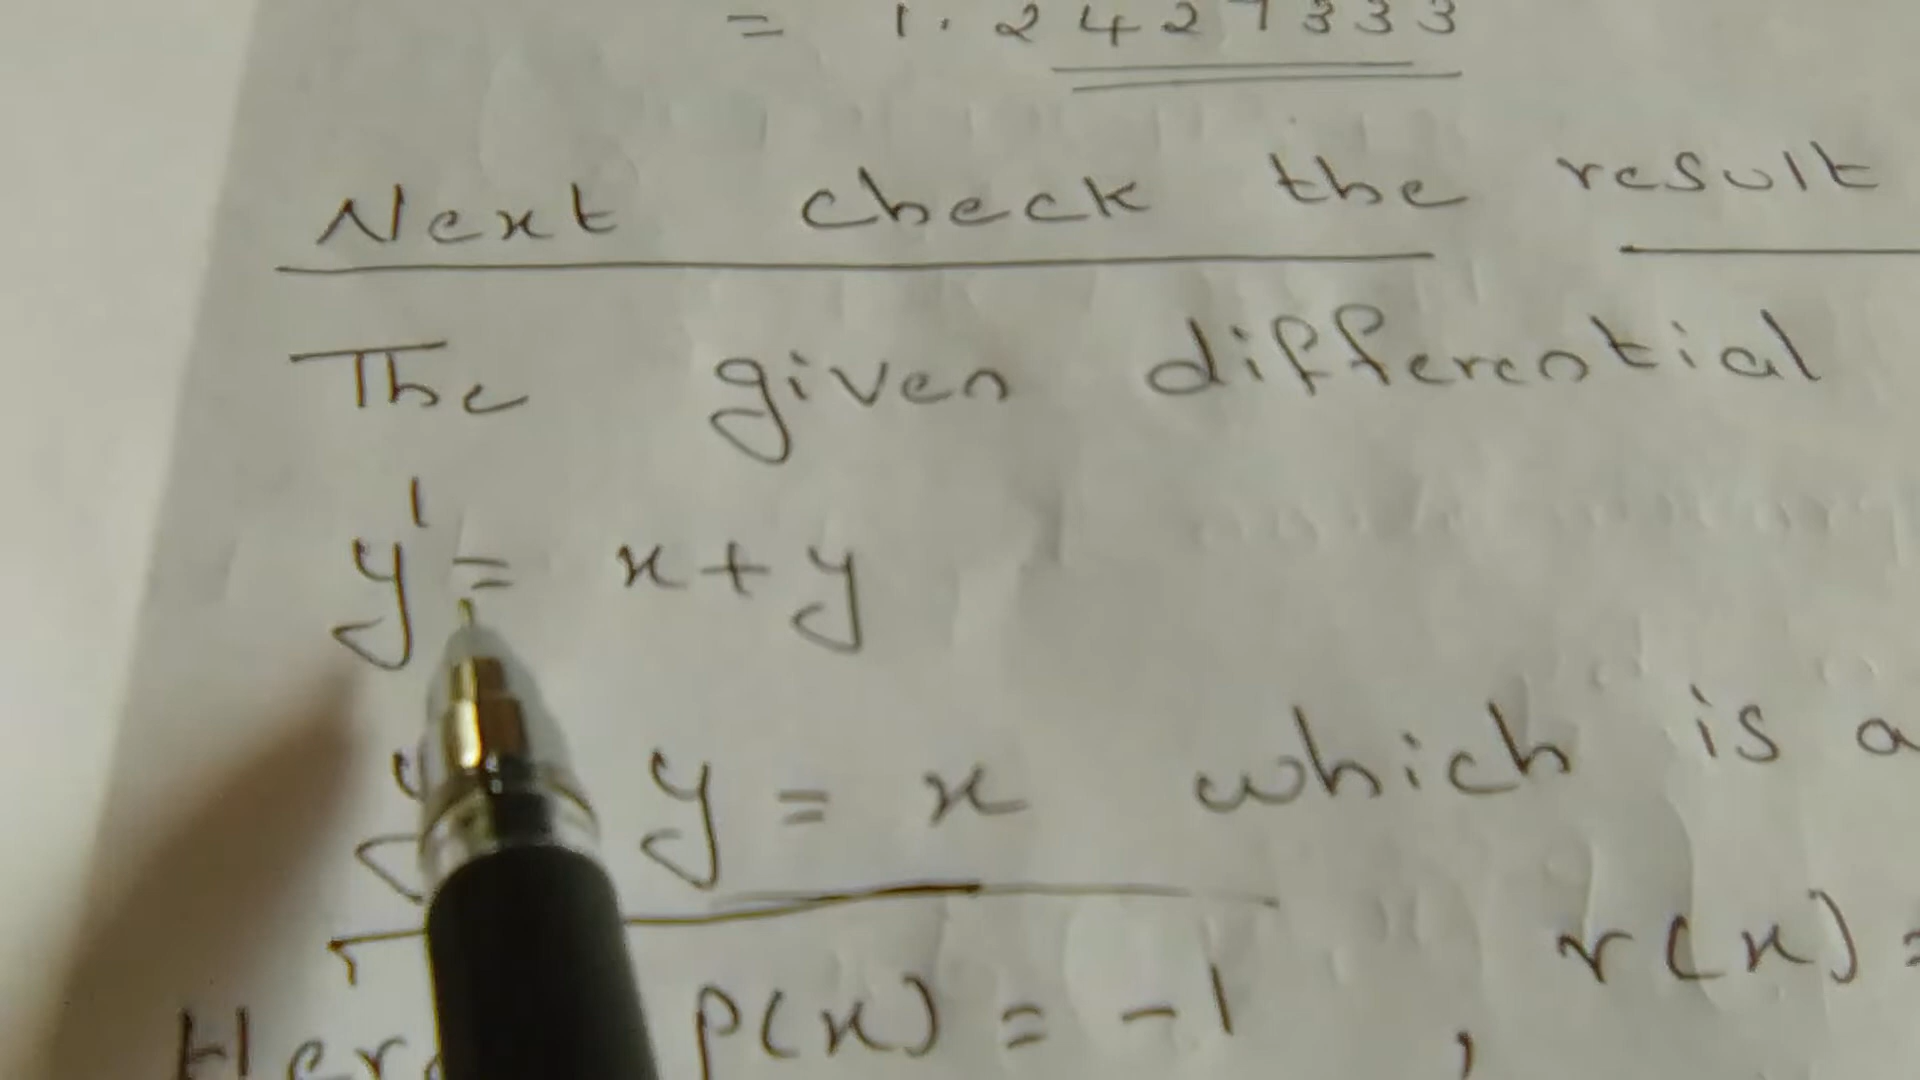 = 1.2427333
Next check the result
The given differential
y' = x + y
y = x which is a
r(x) =
p(x) = -1 ,